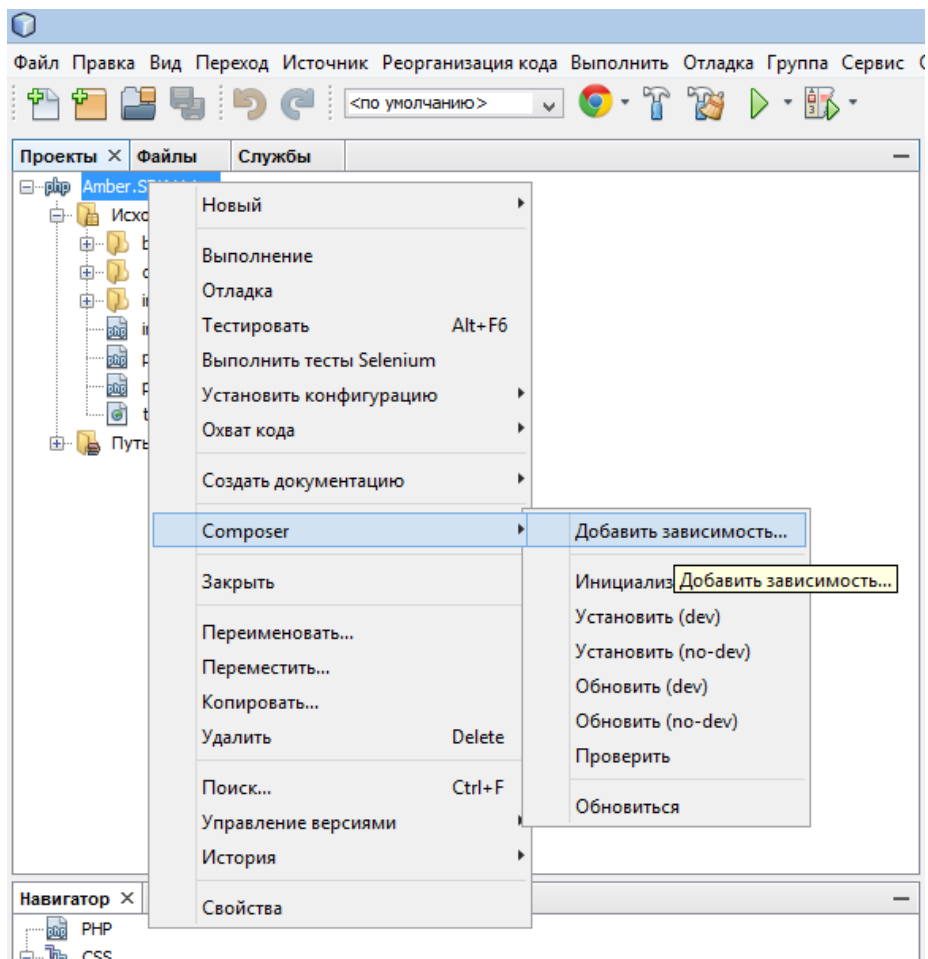 Файл Правка Вид Переход Источник Реорганизация кода Выполнить Отладка Группа Сервис
<по умолчанию>
Проекты Файлы Службы
php Amber.
Новый
Выполнение
Отладка
Тестировать Alt+F6
Выполнить тесты Selenium
Установить конфигурацию
Охват кода
Создать документацию
Composer
Закрыть
Переименовать...
Переместить...
Копировать...
Удалить Delete
Поиск... Ctrl+F
Управление версиями
История
Свойства
Добавить зависимость...
Добавить зависимость...
Установить (dev)
Установить (no-dev)
Обновить (dev)
Обновить (no-dev)
Проверить
Обновиться
Навигатор
php PHP
CSS